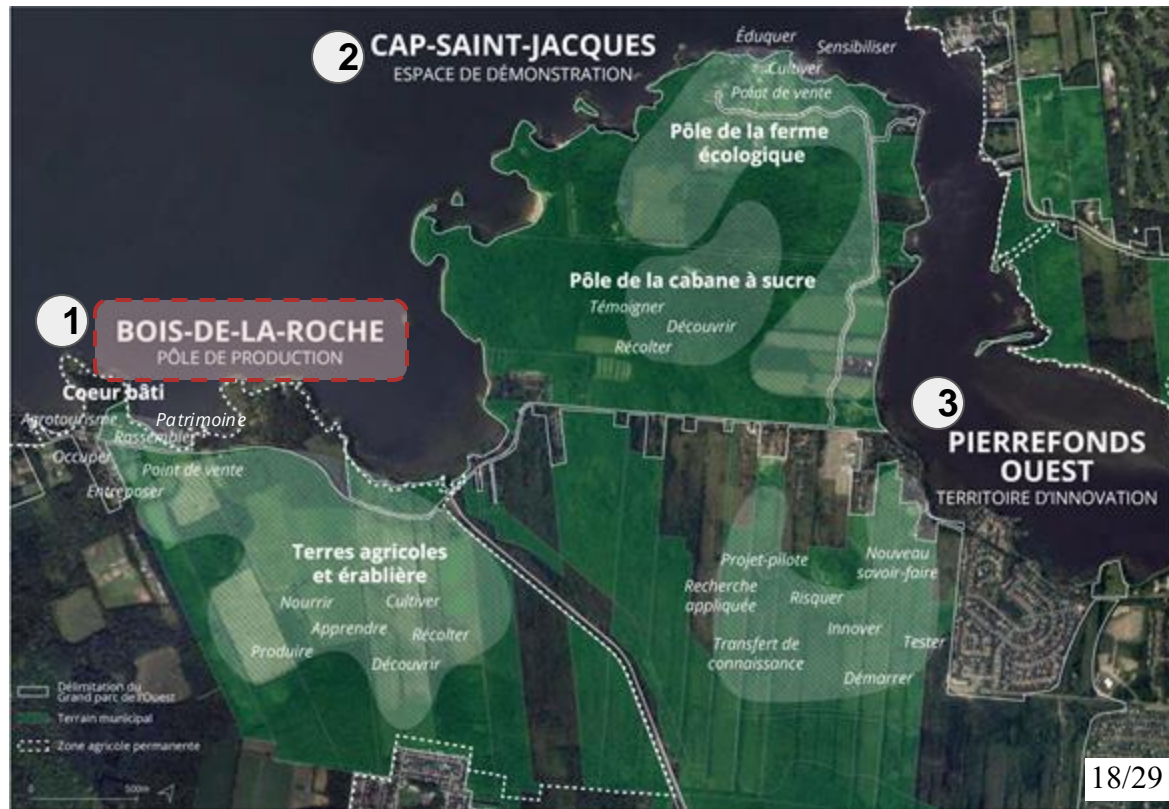 2
CAP-SAINT-JACQUES
ESPACE DE DÉMONSTRATION
Éduquer
Sensibiliser
Cultiver
Point de vente
Pôle de la ferme
écologique
Pôle de la cabane à sucre
Témoigner
Découvrir
Récolter
1
BOIS-DE-LA-ROCHE
PÔLE DE PRODUCTION
Coeur bâti
Agrotourisme
Patrimoine
Rassembler
Occuper
Point de vente
Entreposer
Terres agricoles
et érablière
Nourrir
Cultiver
Apprendre
Récolter
Produire
Découvrir
3
PIERREFONDS
OUEST
TERRITOIRE D'INNOVATION
Projet-pilote
Nouveau
savoir-faire
Recherche
appliquée
Risquer
Innover
Transfert de
connaissance
Tester
Démarrer
Délimitation du
Grand parc de l'Ouest
Terrain municipal
Zone agricole permanente
0
500m
18/29